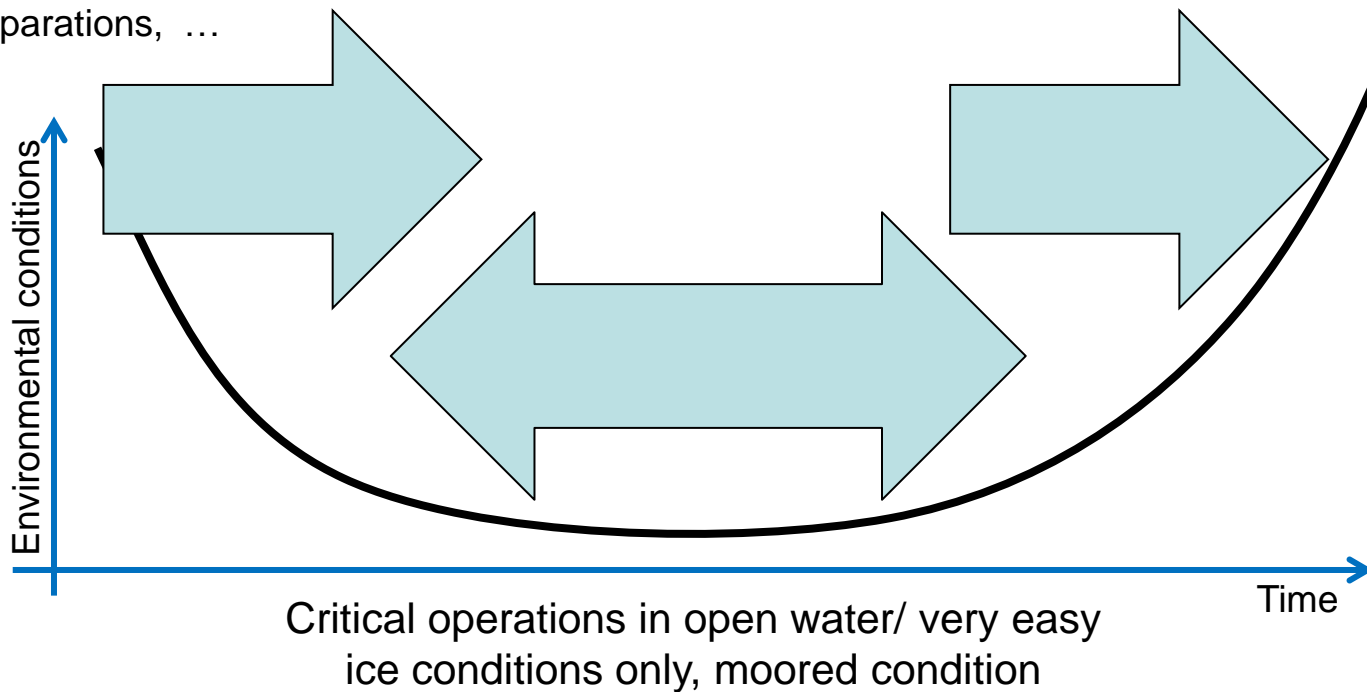 parations, …
Environmental conditions
Time
Critical operations in open water/ very easy
ice conditions only, moored condition